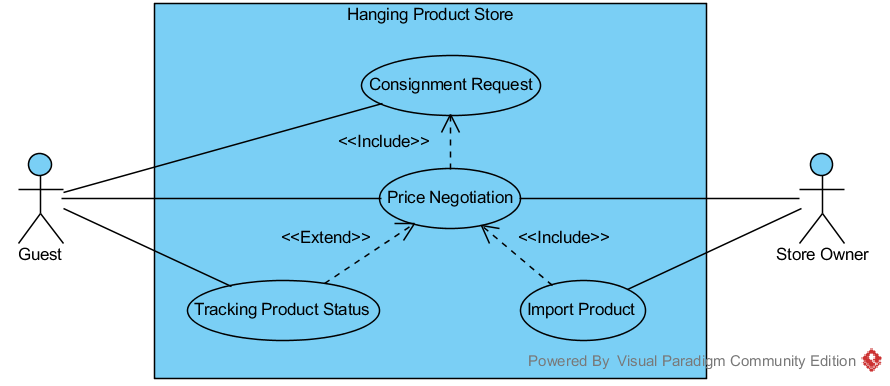 Hanging Product Store
Consignment Request
<<Include>>
Price Negotiation
<<Extend>>
<<Include>>
Guest
Store Owner
Tracking Product Status
Import Product
Powered By Visual Paradigm Community Edition